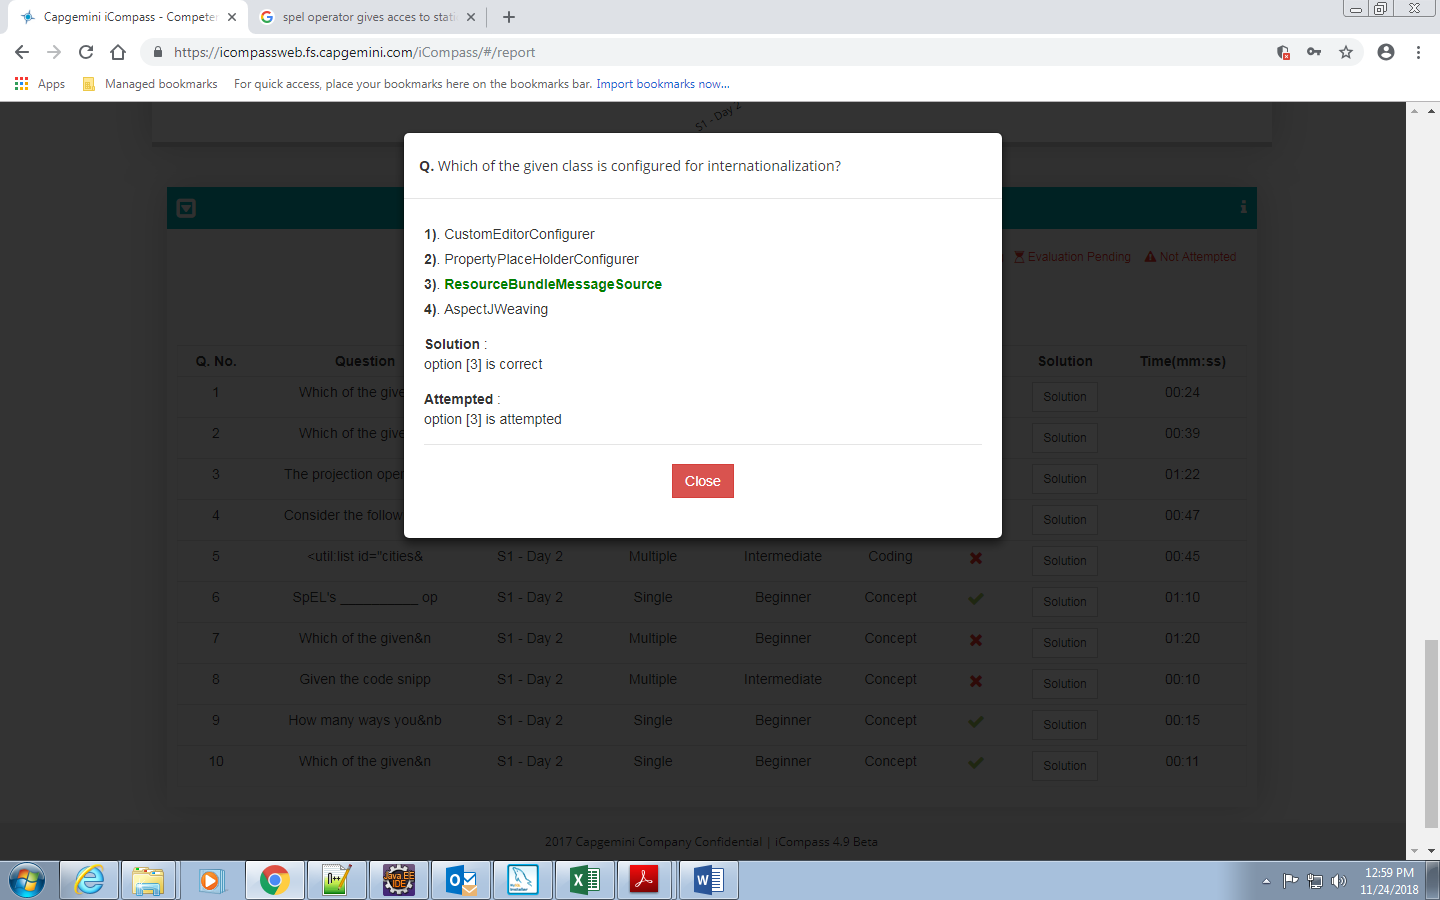 Capgemini iCompass - Competer
spel operator gives acces to stati
https://icompassweb.fs.capgemini.com/iCompass/#/report
Apps Managed bookmarks For quick access, place your bookmarks here on the bookmarks bar. Import bookmarks now...
S1 - Day 2
Q. Which of the given class is configured for internationalization?
1). CustomEditorConfigurer
2). PropertyPlaceHolderConfigurer
3). ResourceBundleMessageSource
4). AspectJWeaving
Solution :
option [3] is correct
Attempted :
option [3] is attempted
Close
Evaluation Pending Not Attempted
Q. No. Question Solution Time(mm:ss)
1 Which of the give Solution 00:24
2 Which of the give Solution 00:39
3 The projection oper Solution 01:22
4 Consider the follow Solution 00:47
5 <util:list id="cities& S1 - Day 2 Multiple Intermediate Coding Solution 00:45
6 SpEL's __________ op S1 - Day 2 Single Beginner Concept Solution 01:10
7 Which of the given&n S1 - Day 2 Multiple Beginner Concept Solution 01:20
8 Given the code snipp S1 - Day 2 Multiple Intermediate Concept Solution 00:10
9 How many ways you&nb S1 - Day 2 Single Beginner Concept Solution 00:15
10 Which of the given&n S1 - Day 2 Single Beginner Concept Solution 00:11
2017 Capgemini Company Confidential | iCompass 4.9 Beta
Java EE
IDE
12:59 PM
11/24/2018